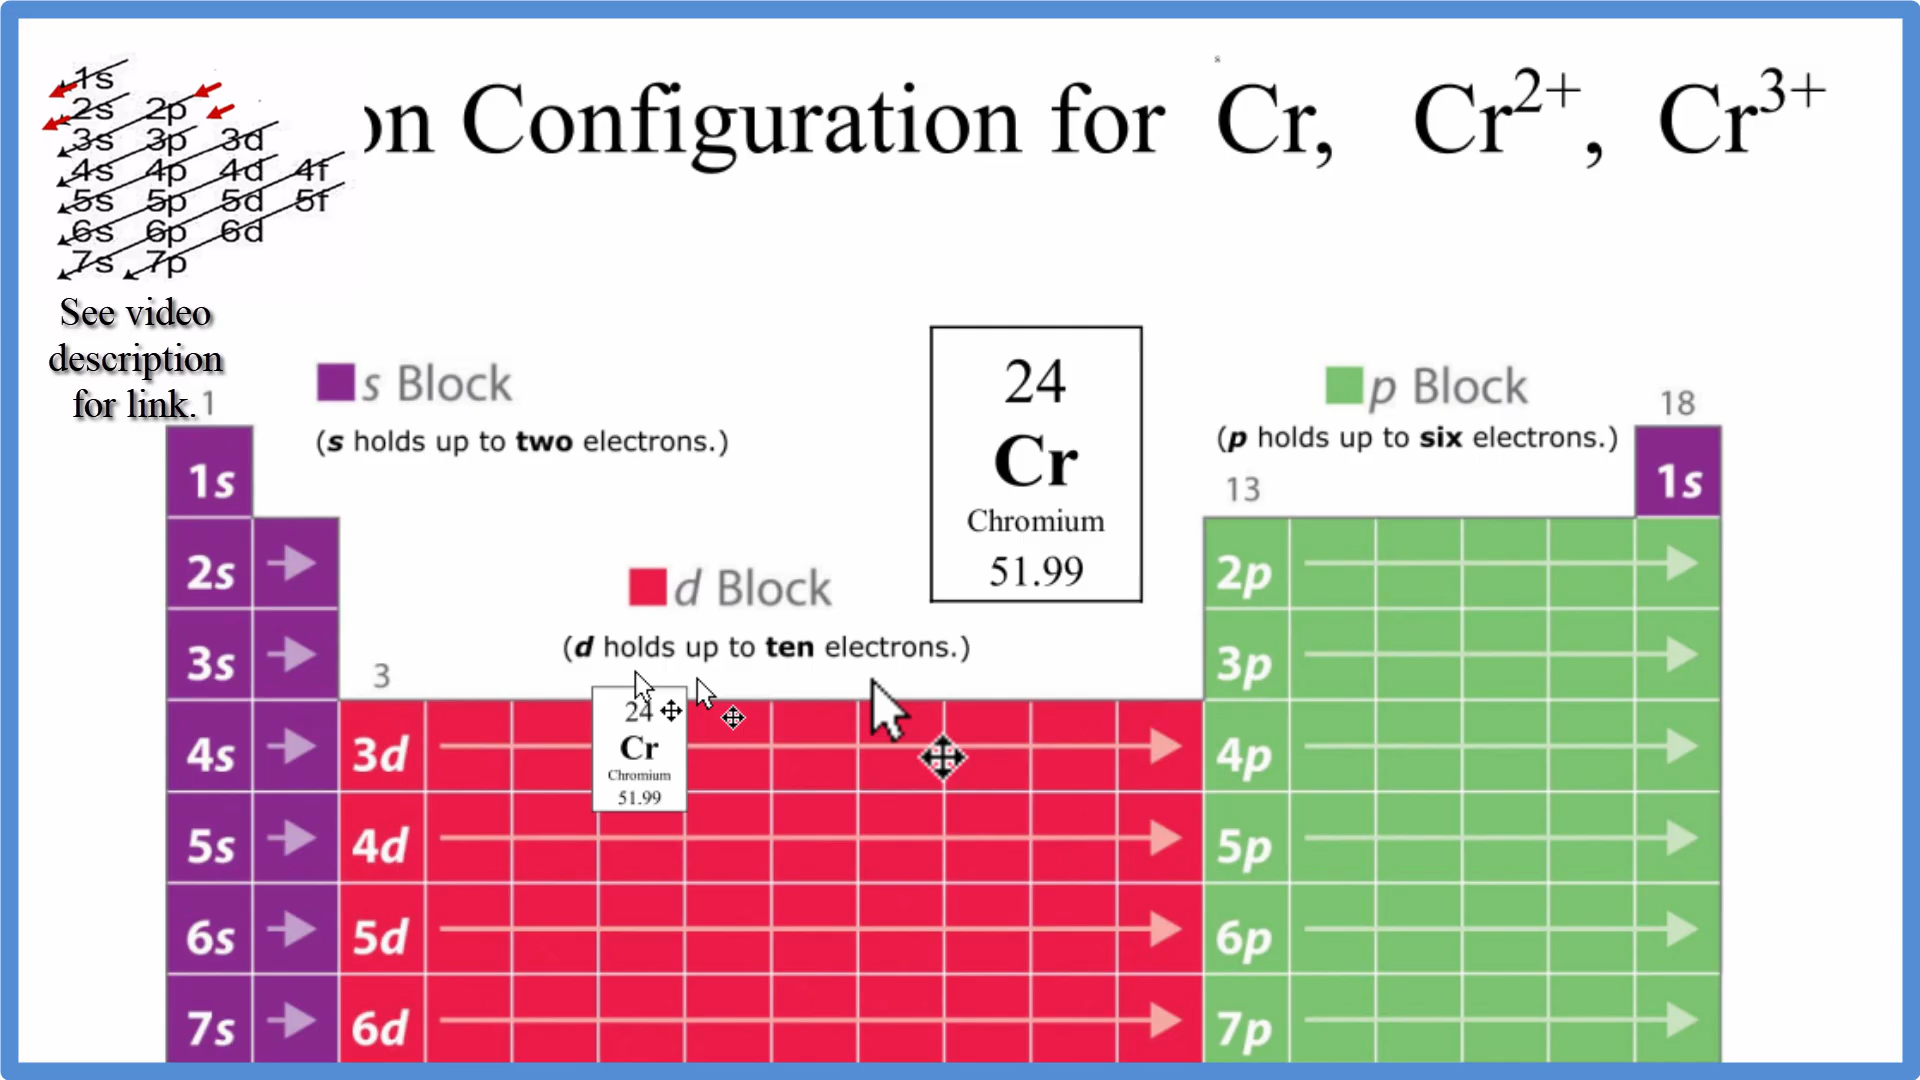 1s
2s 2p
3s 3p 3d
4s 4p 4d 4f
5s 5p 5d 5f
6s 6p 6d
7s 7p
on Configuration for Cr, Cr2+, Cr3+
s
See video
description
for link.
1
s Block
(s holds up to two electrons.)
24
Cr
Chromium
51.99
p Block
(p holds up to six electrons.)
18
13
d Block
(d holds up to ten electrons.)
3
1s 1s
2s 2p
3s 3p
24
Cr
Chromium
51.99
4s 3d 4p
5s 4d 5p
6s 5d 6p
7s 6d 7p